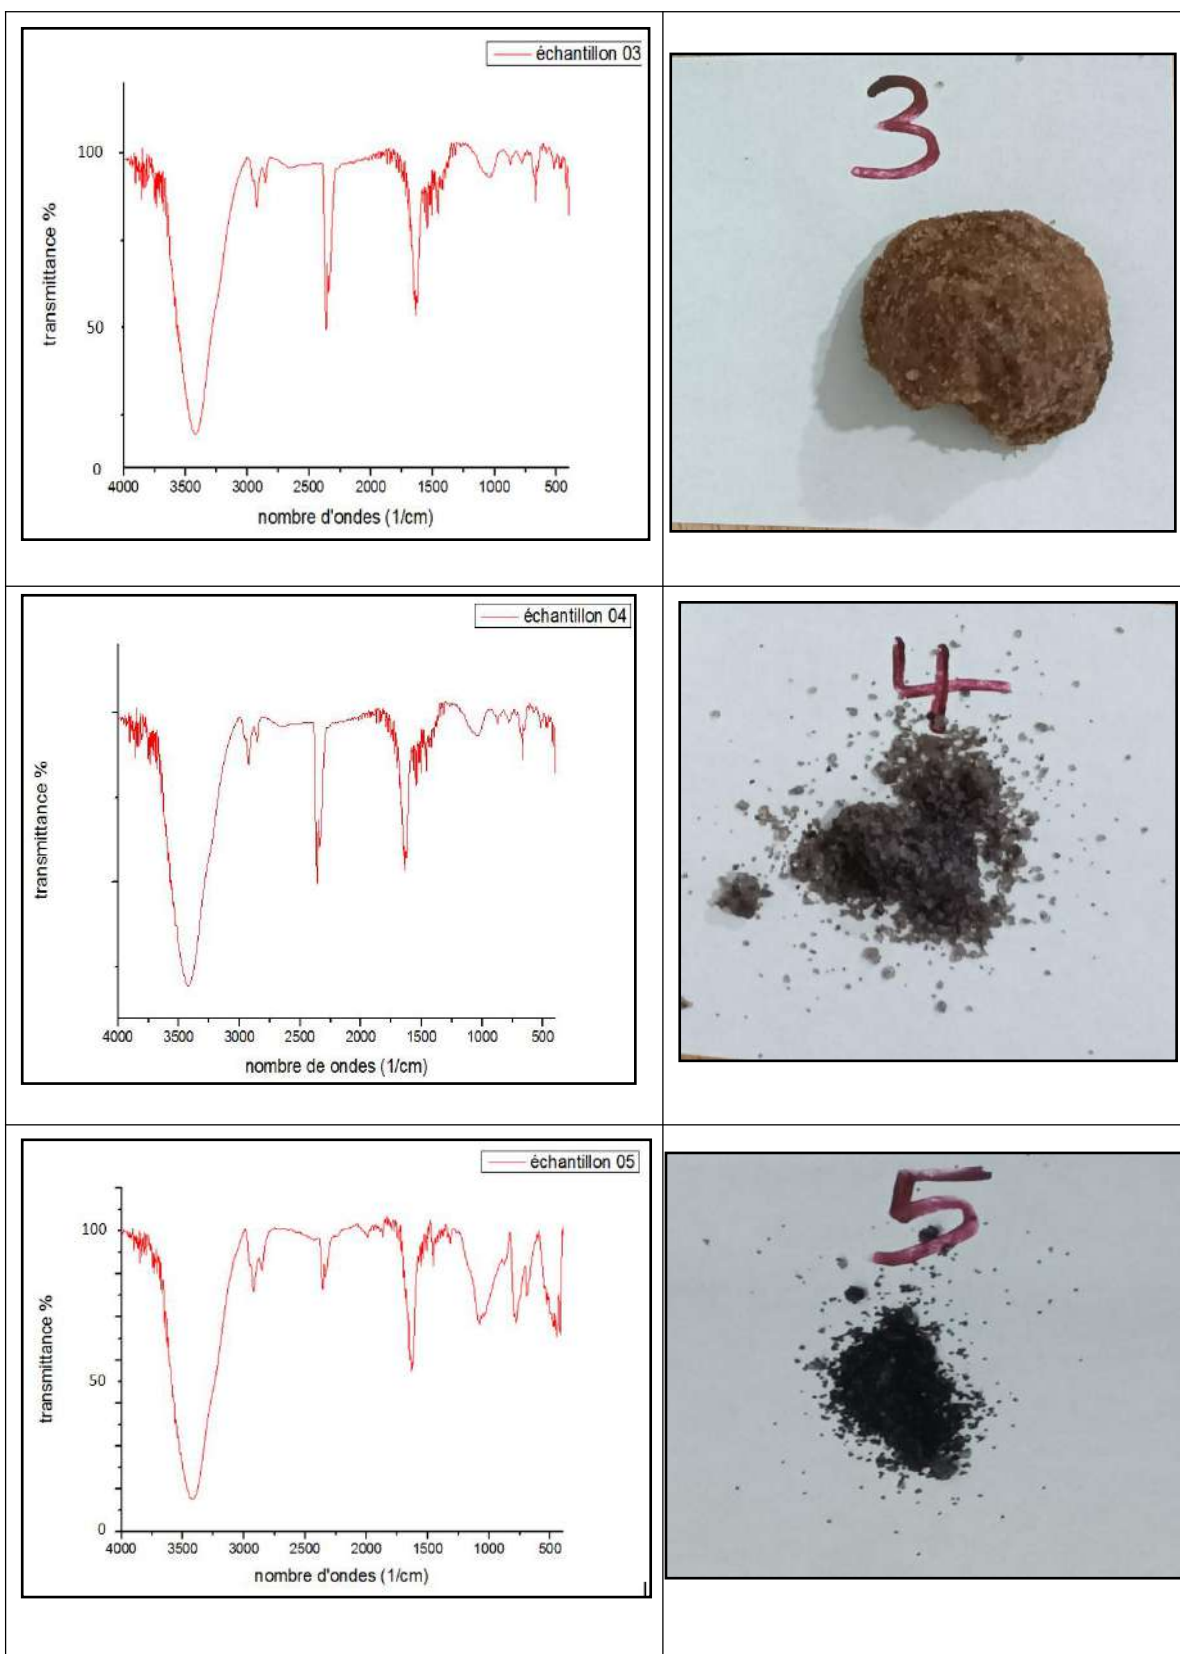 échantillon 03
100
50
0
transmittance %
4000 3500 3000 2500 2000 1500 1000 500
nombre d'ondes (1/cm)
3
échantillon 04
transmittance %
4000 3500 3000 2500 2000 1500 1000 500
nombre de ondes (1/cm)
4
échantillon 05
100
50
0
transmittance %
4000 3500 3000 2500 2000 1500 1000 500
nombre d'ondes (1/cm)
5